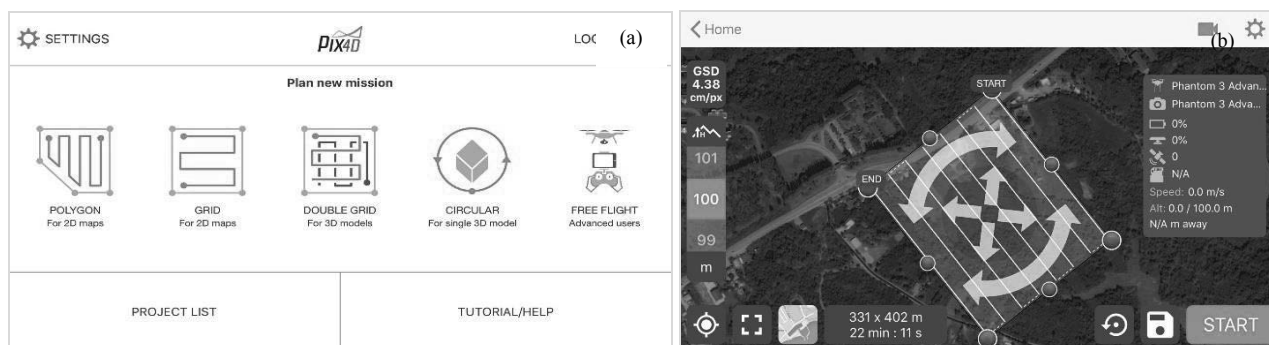 SETTINGS
PIX4D
(a)
Plan new mission
POLYGON
For 2D maps
GRID
For 2D maps
DOUBLE GRID
For 3D models
CIRCULAR
For single 3D model
FREE FLIGHT
Advanced users
PROJECT LIST
TUTORIAL/HELP
Home
(b)
GSD
4.38
cm/px
H
101
100
99
m
START
END
Phantom 3 Advan...
Phantom 3 Adva...
0%
0%
0
N/A
Speed: 0.0 m/s
Alt: 0.0 / 100.0 m
N/A m away
331 x 402 m
22 min : 11 s
START